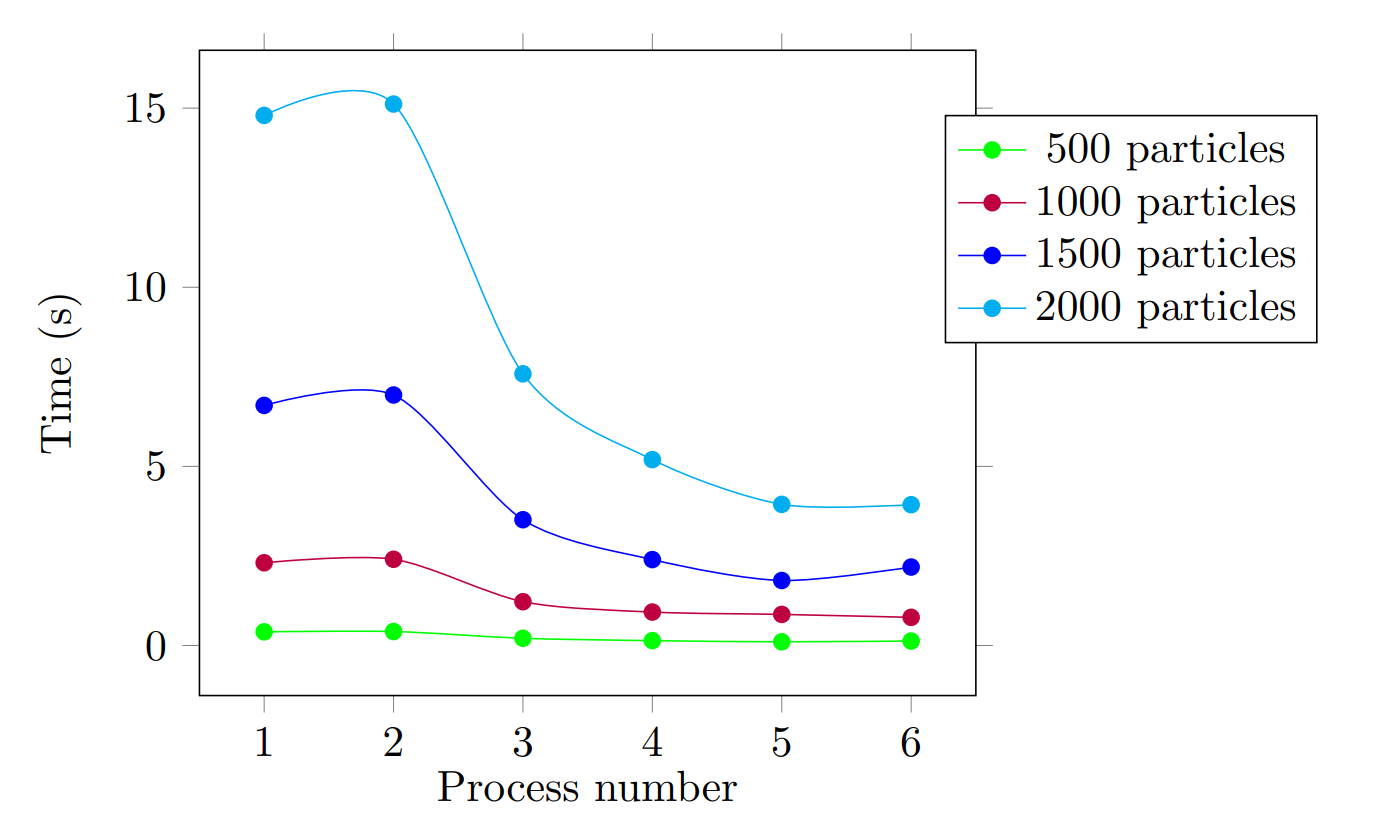 15
10
5
0
Time (s)
500 particles
1000 particles
1500 particles
2000 particles
1 2 3 4 5 6
Process number